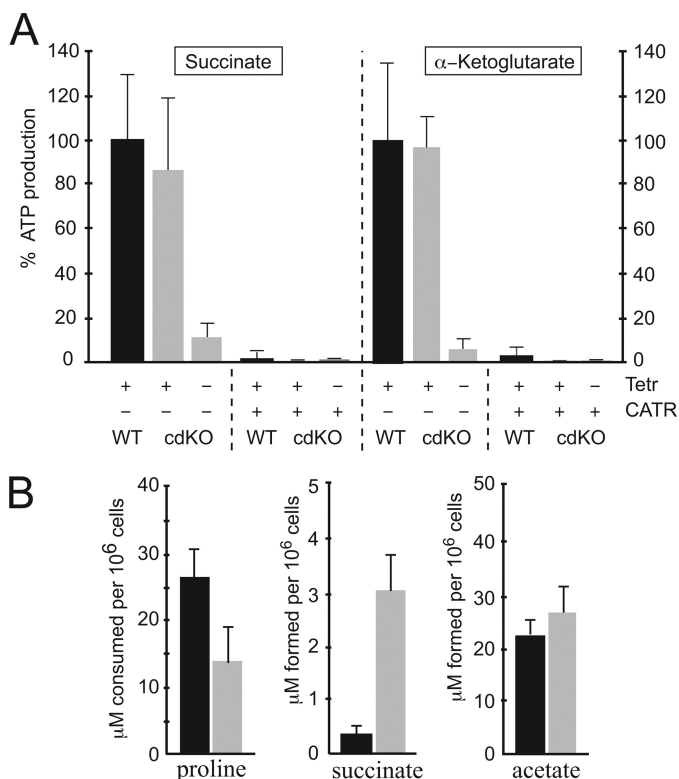 A
Succinate
α–Ketoglutarate
% ATP production
140
120
100
80
60
40
20
0
140
120
100
80
60
40
20
0
+ + − + + − + + − + + − Tetr
− − − + + + − − − + + + CATR
WT cdKO WT cdKO WT cdKO WT cdKO
B
μM consumed per 10⁶ cells
40
30
20
10
0
proline
μM formed per 10⁶ cells
5
4
3
2
1
0
succinate
μM formed per 10⁶ cells
50
40
30
20
10
0
acetate